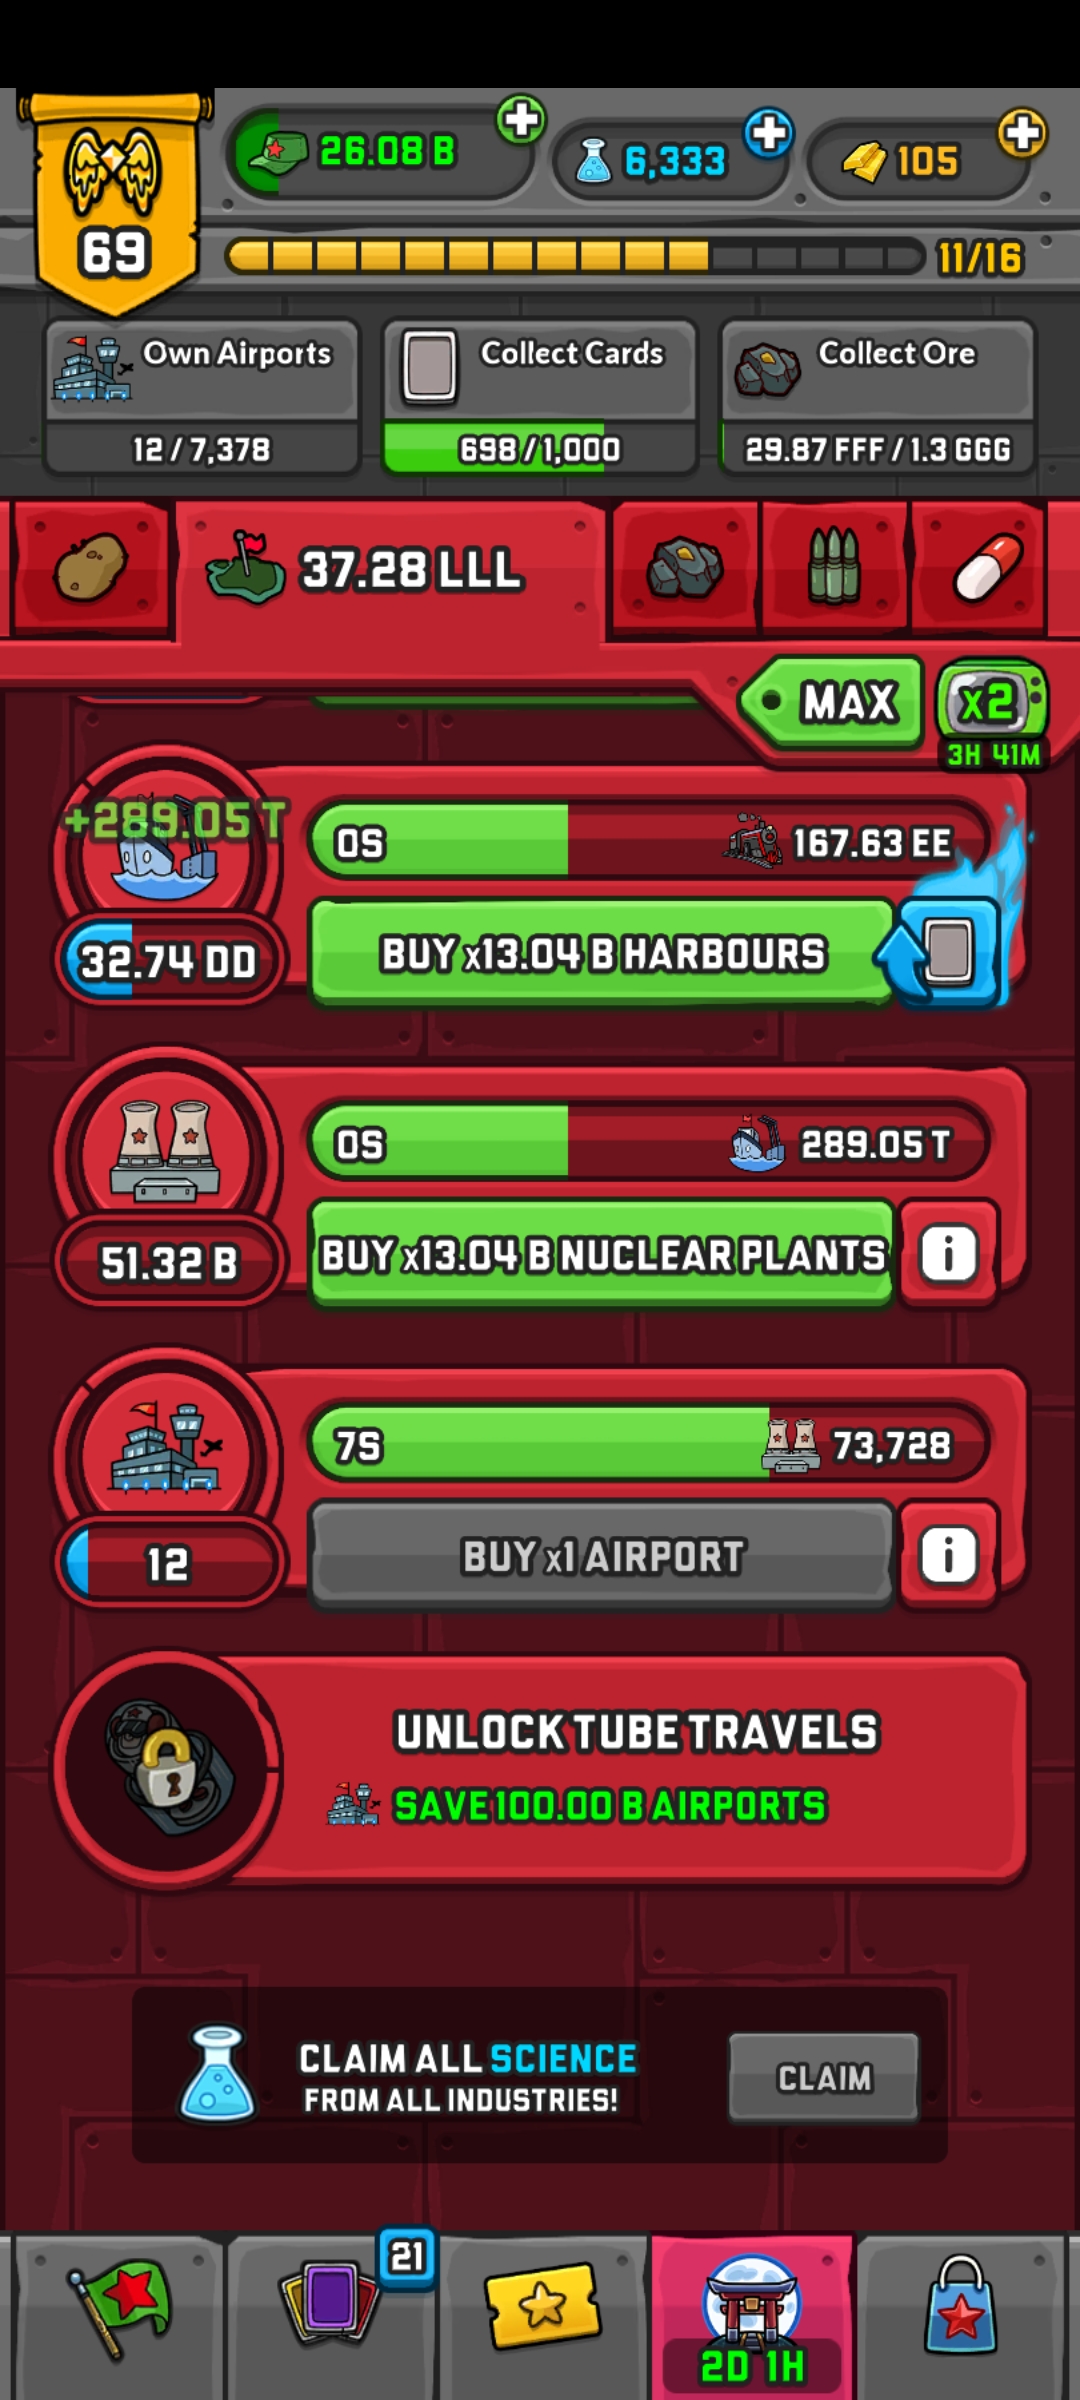 26.08 B
6,333
105
69
11/16
Own Airports
12 / 7,378
Collect Cards
698 / 1,000
Collect Ore
29.87 FFF / 1.3 GGG
37.28 LLL
MAX
x2
3H 41M
+289.05 T
0S
167.63 EE
32.74 DD
BUY x13.04 B HARBOURS
0S
289.05 T
51.32 B
BUY x13.04 B NUCLEAR PLANTS
i
7S
73,728
12
BUY x1 AIRPORT
i
UNLOCK TUBE TRAVELS
SAVE 100.00 B AIRPORTS
CLAIM ALL SCIENCE
FROM ALL INDUSTRIES!
CLAIM
21
2D 1H